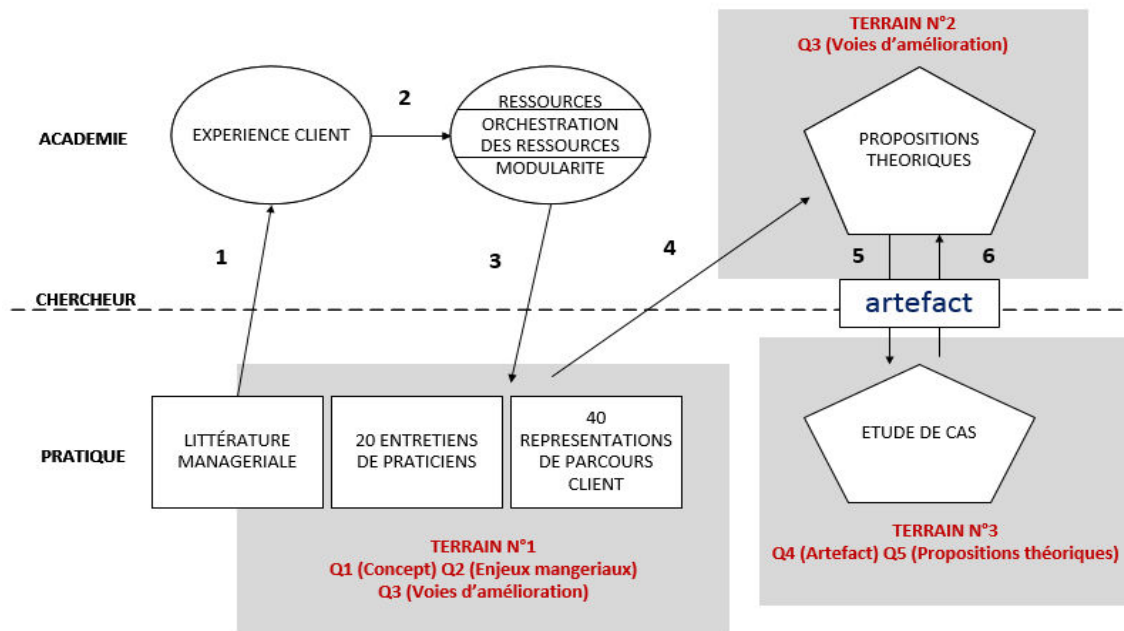 TERRAIN N°2
Q3 (Voies d’amélioration)
ACADEMIE
EXPERIENCE CLIENT
2
RESSOURCES
ORCHESTRATION
DES RESSOURCES
MODULARITE
PROPOSITIONS
THEORIQUES
1
3
4
5
6
CHERCHEUR
artefact
PRATIQUE
LITTÉRATURE
MANAGERIALE
20 ENTRETIENS
DE PRATICIENS
40
REPRESENTATIONS
DE PARCOURS
CLIENT
ETUDE DE CAS
TERRAIN N°1
Q1 (Concept) Q2 (Enjeux mangeriaux)
Q3 (Voies d’amélioration)
TERRAIN N°3
Q4 (Artefact) Q5 (Propositions théoriques)